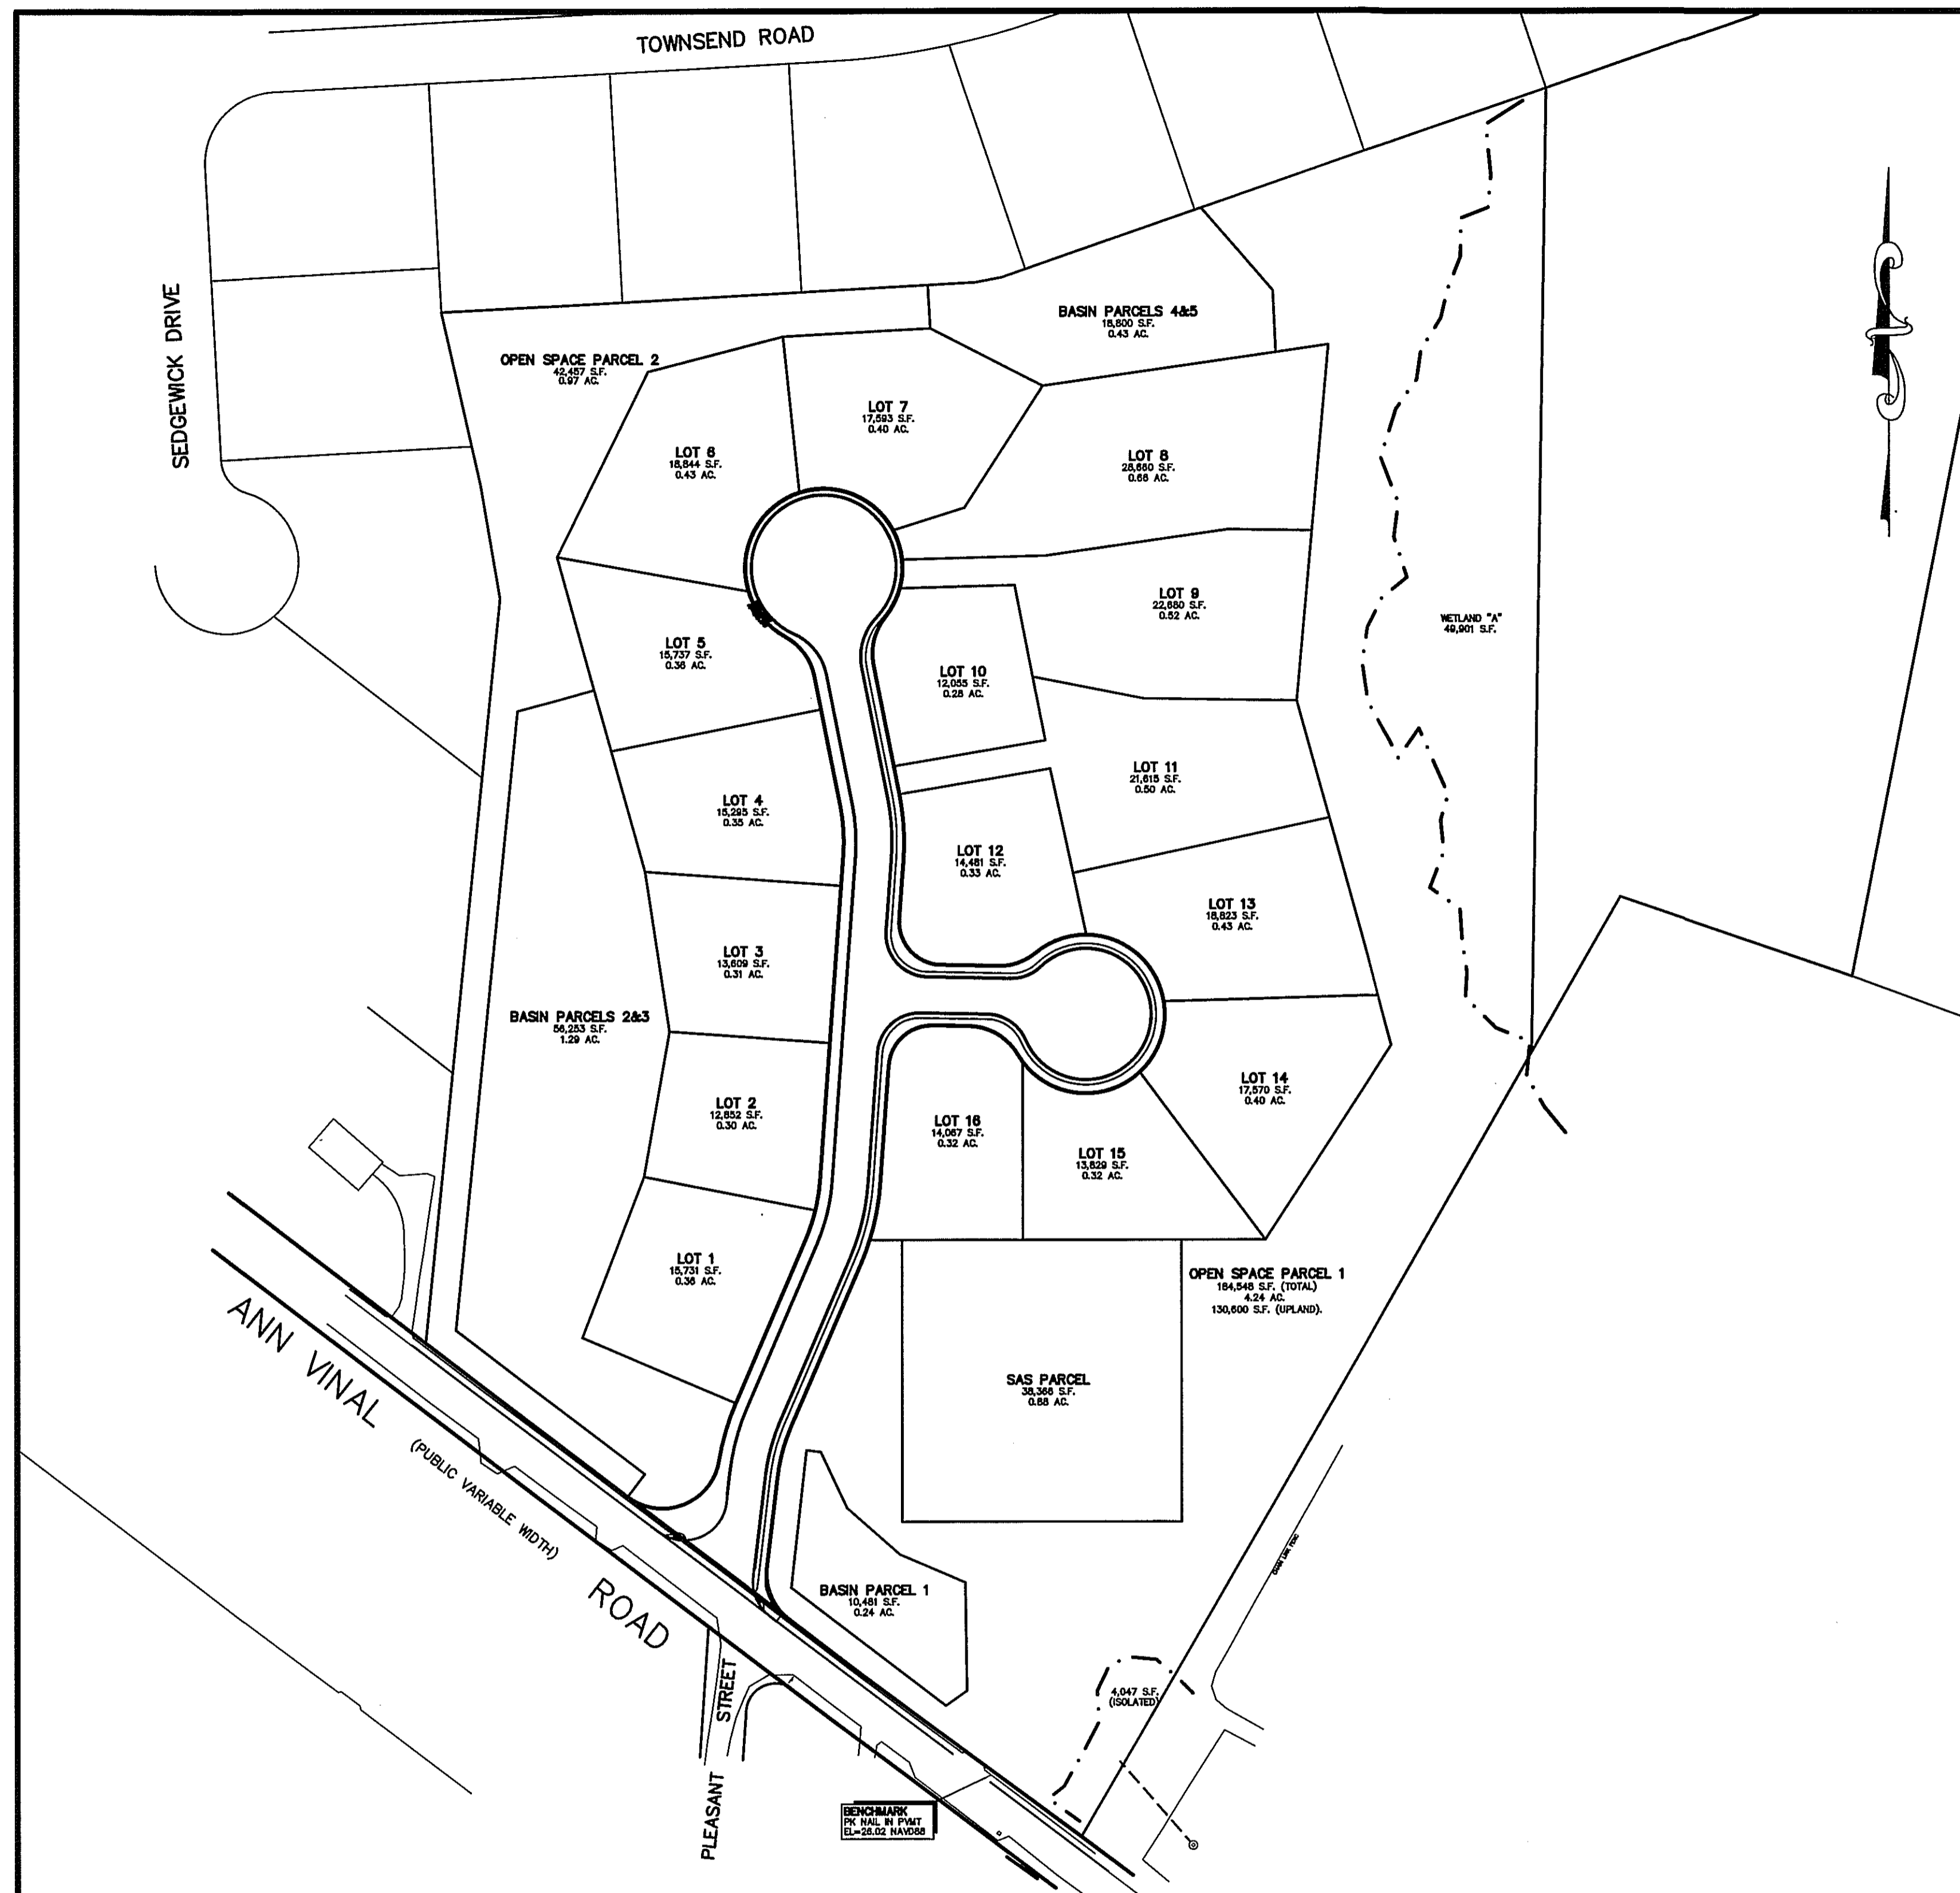 TOWNSEND ROAD
SEDGEWICK DRIVE
BASIN PARCELS 4&5
18,800 S.F.
0.43 AC.
OPEN SPACE PARCEL 2
42,457 S.F.
0.97 AC.
LOT 7
17,593 S.F.
0.40 AC.
LOT 6
18,844 S.F.
0.43 AC.
LOT 8
28,680 S.F.
0.66 AC.
LOT 9
22,680 S.F.
0.52 AC.
WETLAND "A"
49,901 S.F.
LOT 5
15,737 S.F.
0.36 AC.
LOT 10
12,055 S.F.
0.28 AC.
LOT 11
21,615 S.F.
0.50 AC.
LOT 4
15,295 S.F.
0.35 AC.
LOT 12
14,481 S.F.
0.33 AC.
LOT 13
18,823 S.F.
0.43 AC.
LOT 3
13,609 S.F.
0.31 AC.
BASIN PARCELS 2&3
56,253 S.F.
1.29 AC.
LOT 2
12,852 S.F.
0.30 AC.
LOT 14
17,570 S.F.
0.40 AC.
LOT 16
14,067 S.F.
0.32 AC.
LOT 15
13,829 S.F.
0.32 AC.
LOT 1
15,731 S.F.
0.36 AC.
OPEN SPACE PARCEL 1
184,548 S.F. (TOTAL)
4.24 AC.
130,600 S.F. (UPLAND).
SAS PARCEL
38,368 S.F.
0.88 AC.
ANN VINAL ROAD
(PUBLIC VARIABLE WIDTH)
BASIN PARCEL 1
10,481 S.F.
0.24 AC.
4,047 S.F.
(ISOLATED)
PLEASANT STREET
BENCHMARK
PK NAIL IN PVMT
EL=26.02 NAVD88